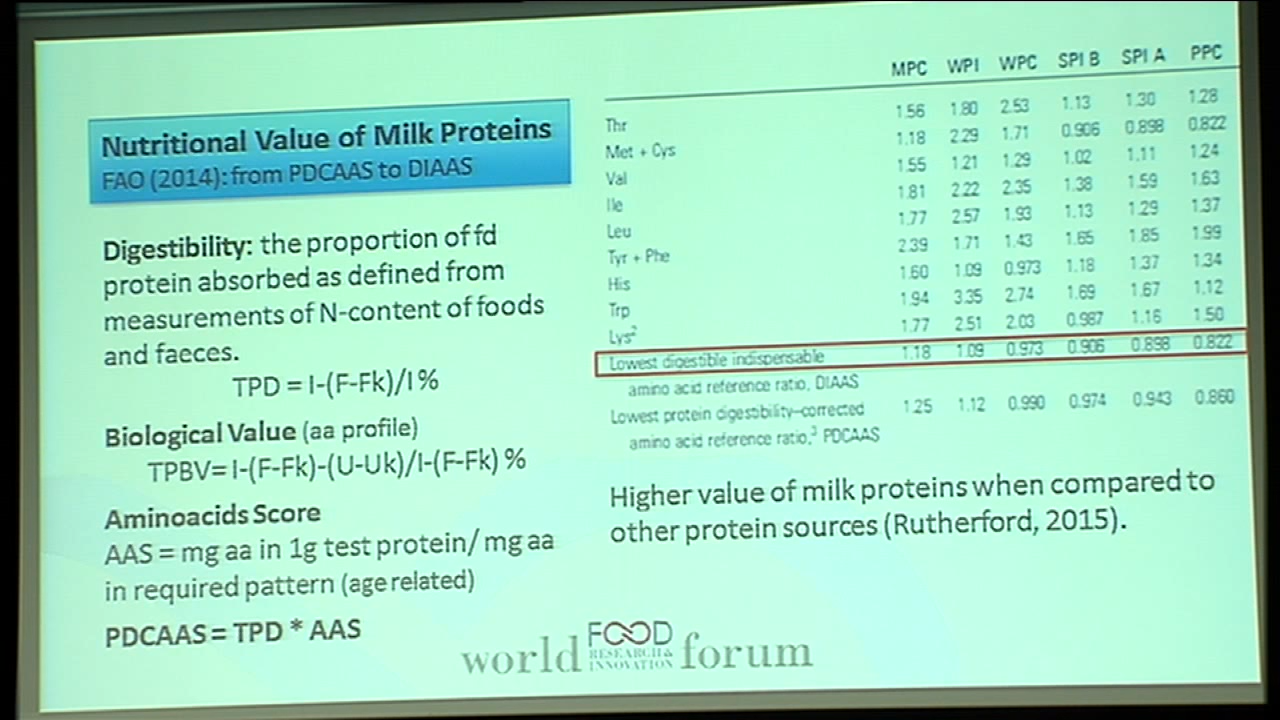 Nutritional Value of Milk Proteins
FAO (2014): from PDCAAS to DIAAS
Digestibility: the proportion of fd
protein absorbed as defined from
measurements of N-content of foods
and faeces.
TPD = I-(F-Fk)/I %
Biological Value (aa profile)
TPBV= I-(F-Fk)-(U-Uk)/I-(F-Fk) %
Aminoacids Score
AAS = mg aa in 1g test protein/ mg aa
in required pattern (age related)
PDCAAS = TPD * AAS
MPC WPI WPC SPI B SPI A PPC
Thr 1.56 1.80 2.53 1.13 1.30 1.28
Met + Cys 1.18 2.29 1.71 0.906 0.898 0.822
Val 1.55 1.21 1.29 1.02 1.11 1.24
Ile 1.81 2.22 2.35 1.38 1.59 1.63
Leu 1.77 2.57 1.93 1.13 1.29 1.37
Tyr + Phe 2.39 1.71 1.43 1.65 1.85 1.99
His 1.60 1.09 0.973 1.18 1.37 1.34
Trp 1.94 3.35 2.74 1.69 1.67 1.12
Lys² 1.77 2.51 2.03 0.987 1.16 1.50
Lowest digestible indispensable 1.18 1.09 0.973 0.906 0.898 0.822
amino acid reference ratio, DIAAS
Lowest protein digestibility–corrected 1.25 1.12 0.990 0.974 0.943 0.860
amino acid reference ratio,³ PDCAAS
Higher value of milk proteins when compared to
other protein sources (Rutherford, 2015).
world FOOD RESEARCH & INNOVATION forum